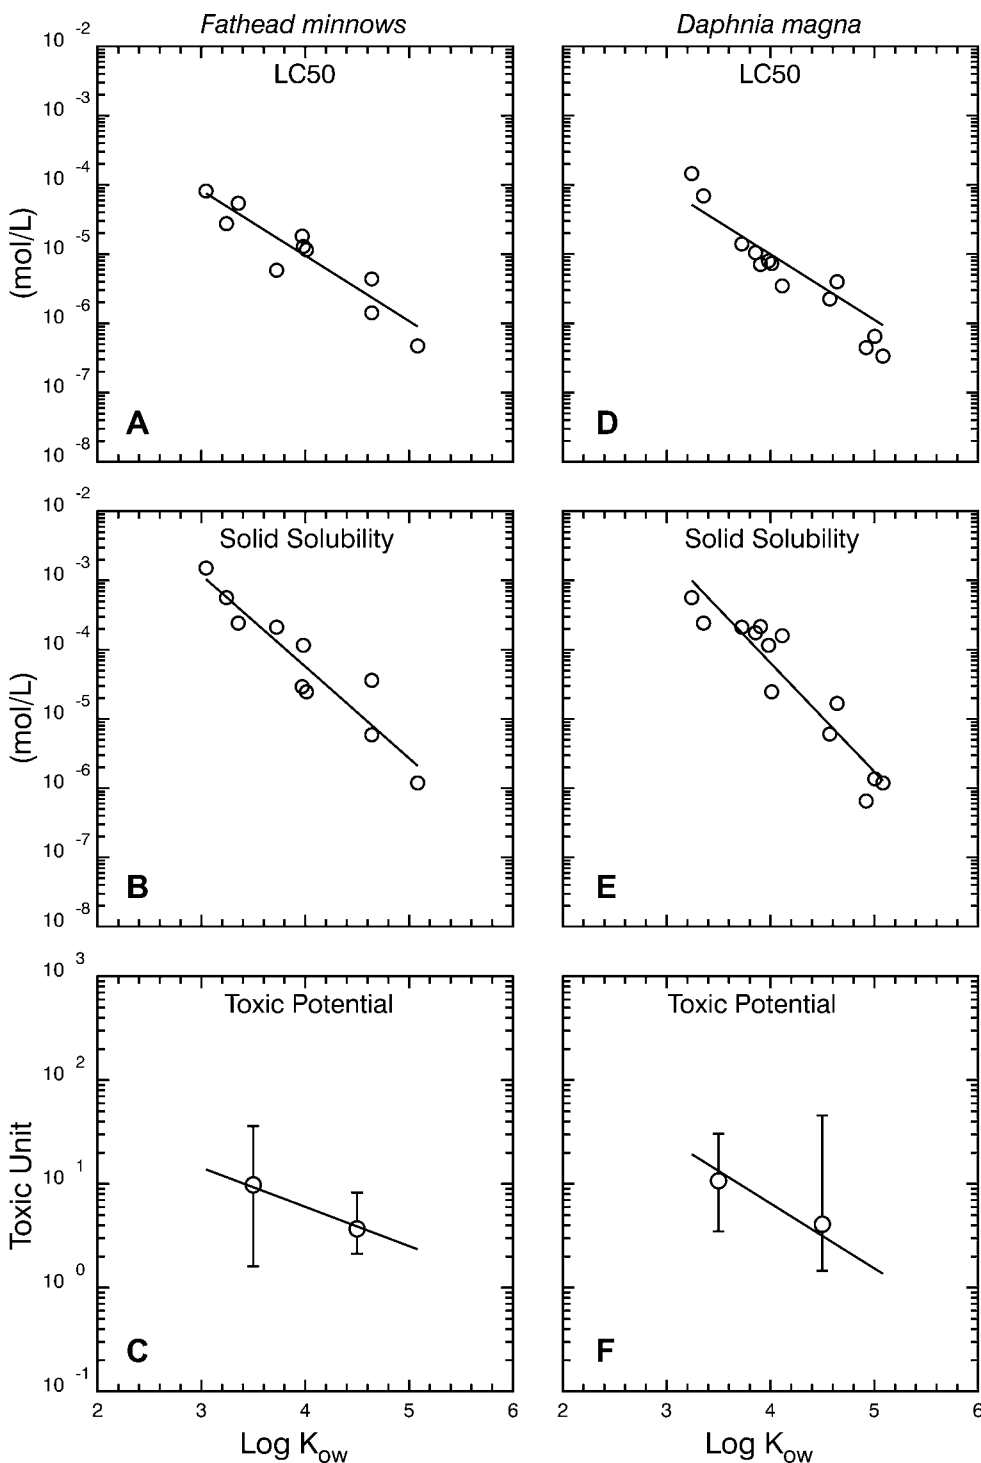 Fathead minnows Daphnia magna
LC50 LC50
10 -2
10 -3
10 -4
10 -5
10 -6
10 -7
10 -8
(mol/L)
A D
Solid Solubility Solid Solubility
10 -2
10 -3
10 -4
10 -5
10 -6
10 -7
10 -8
(mol/L)
B E
Toxic Potential Toxic Potential
10 3
10 2
10 1
10 0
10 -1
Toxic Unit
C F
2 3 4 5 6 2 3 4 5 6
Log Kow Log Kow